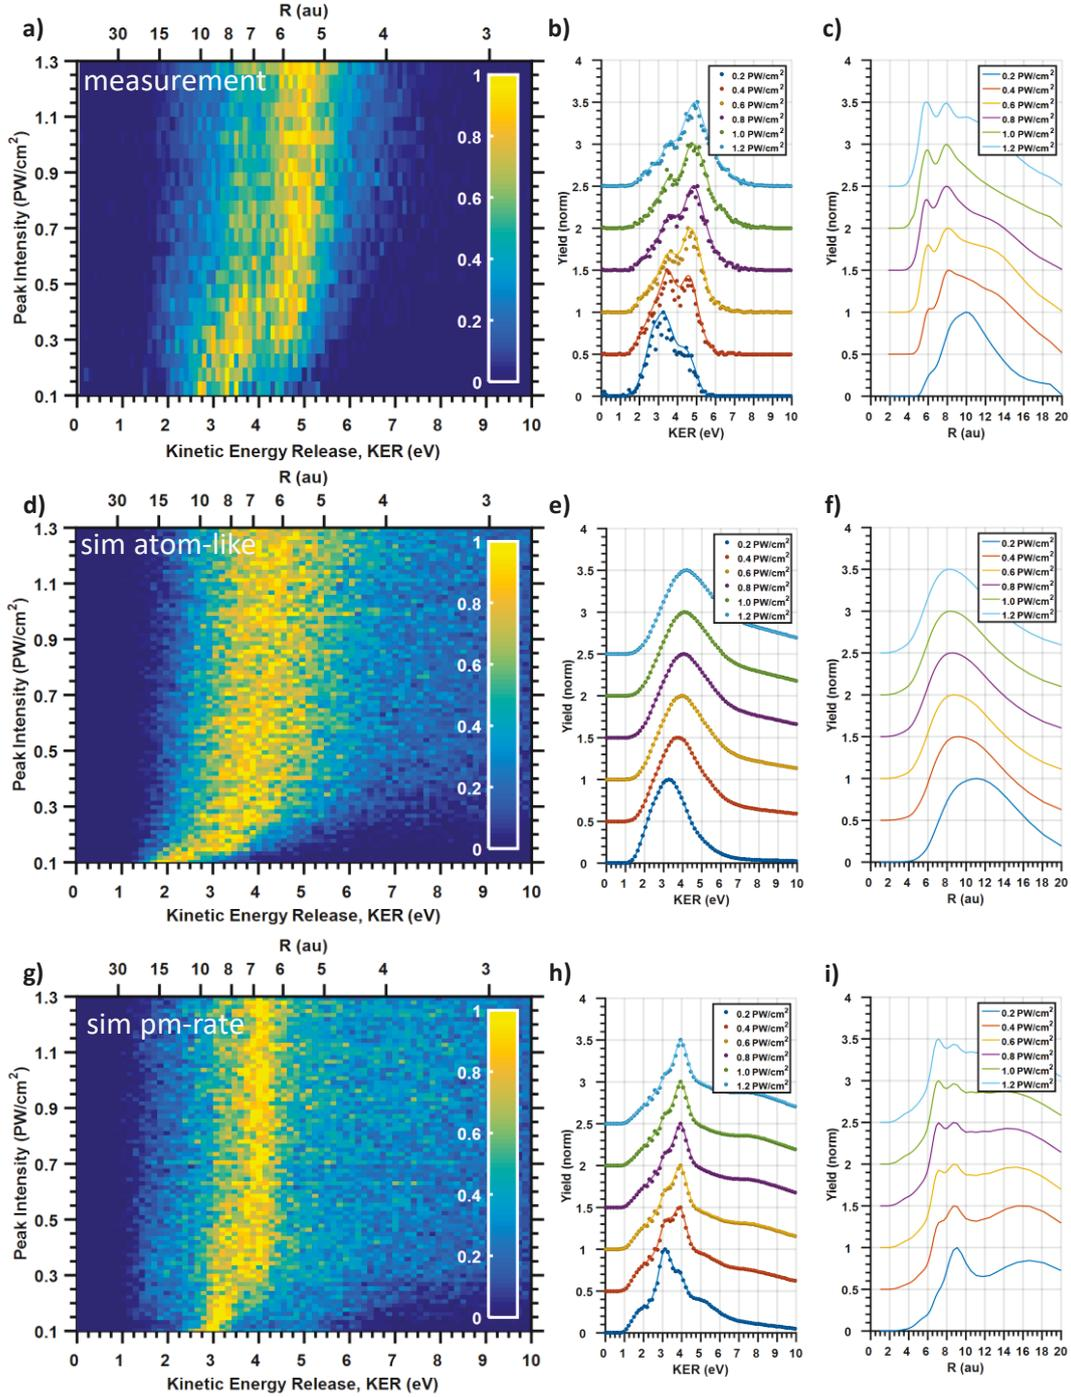 a)
R (au)
30 15 10 8 7 6 5 4 3
measurement
1.3
1.1
0.9
0.7
0.5
0.3
0.1
Peak Intensity (PW/cm²)
1
0.8
0.6
0.4
0.2
0
0 1 2 3 4 5 6 7 8 9 10
Kinetic Energy Release, KER (eV)
b)
4
3.5
3
2.5
2
1.5
1
0.5
0
Yield (norm)
0.2 PW/cm²
0.4 PW/cm²
0.6 PW/cm²
0.8 PW/cm²
1.0 PW/cm²
1.2 PW/cm²
0 1 2 3 4 5 6 7 8 9 10
KER (eV)
c)
4
3.5
3
2.5
2
1.5
1
0.5
0
Yield (norm)
0.2 PW/cm²
0.4 PW/cm²
0.6 PW/cm²
0.8 PW/cm²
1.0 PW/cm²
1.2 PW/cm²
0 2 4 6 8 10 12 14 16 18 20
R (au)
d)
R (au)
30 15 10 8 7 6 5 4 3
sim atom-like
1.3
1.1
0.9
0.7
0.5
0.3
0.1
Peak Intensity (PW/cm²)
1
0.8
0.6
0.4
0.2
0
0 1 2 3 4 5 6 7 8 9 10
Kinetic Energy Release, KER (eV)
e)
4
3.5
3
2.5
2
1.5
1
0.5
0
Yield (norm)
0.2 PW/cm²
0.4 PW/cm²
0.6 PW/cm²
0.8 PW/cm²
1.0 PW/cm²
1.2 PW/cm²
0 1 2 3 4 5 6 7 8 9 10
KER (eV)
f)
4
3.5
3
2.5
2
1.5
1
0.5
0
Yield (norm)
0.2 PW/cm²
0.4 PW/cm²
0.6 PW/cm²
0.8 PW/cm²
1.0 PW/cm²
1.2 PW/cm²
0 2 4 6 8 10 12 14 16 18 20
R (au)
g)
R (au)
30 15 10 8 7 6 5 4 3
sim pm-rate
1.3
1.1
0.9
0.7
0.5
0.3
0.1
Peak Intensity (PW/cm²)
1
0.8
0.6
0.4
0.2
0
0 1 2 3 4 5 6 7 8 9 10
Kinetic Energy Release, KER (eV)
h)
4
3.5
3
2.5
2
1.5
1
0.5
0
Yield (norm)
0.2 PW/cm²
0.4 PW/cm²
0.6 PW/cm²
0.8 PW/cm²
1.0 PW/cm²
1.2 PW/cm²
0 1 2 3 4 5 6 7 8 9 10
KER (eV)
i)
4
3.5
3
2.5
2
1.5
1
0.5
0
Yield (norm)
0.2 PW/cm²
0.4 PW/cm²
0.6 PW/cm²
0.8 PW/cm²
1.0 PW/cm²
1.2 PW/cm²
0 2 4 6 8 10 12 14 16 18 20
R (au)